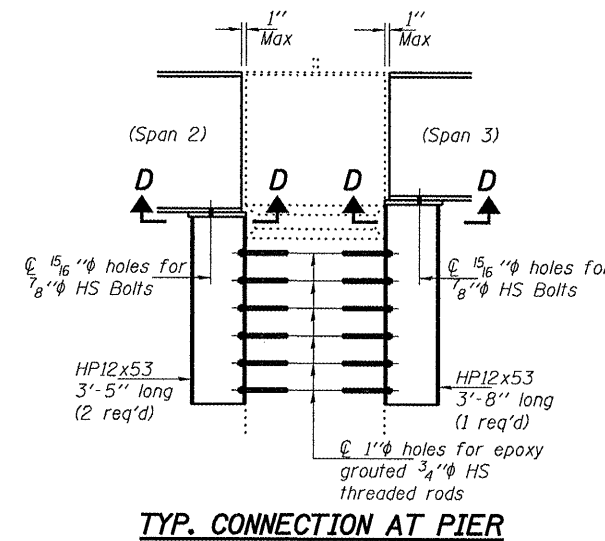 1" 1"
Max Max
(Span 2) (Span 3)
D D D D
℄ 15/16"φ holes for
7/8"φ HS Bolts
℄ 15/16"φ holes for
7/8"φ HS Bolts
HP12x53
3'-5" long
(2 req'd)
HP12x53
3'-8" long
(1 req'd)
℄ 1"φ holes for epoxy
grouted 3/4"φ HS
threaded rods
TYP. CONNECTION AT PIER